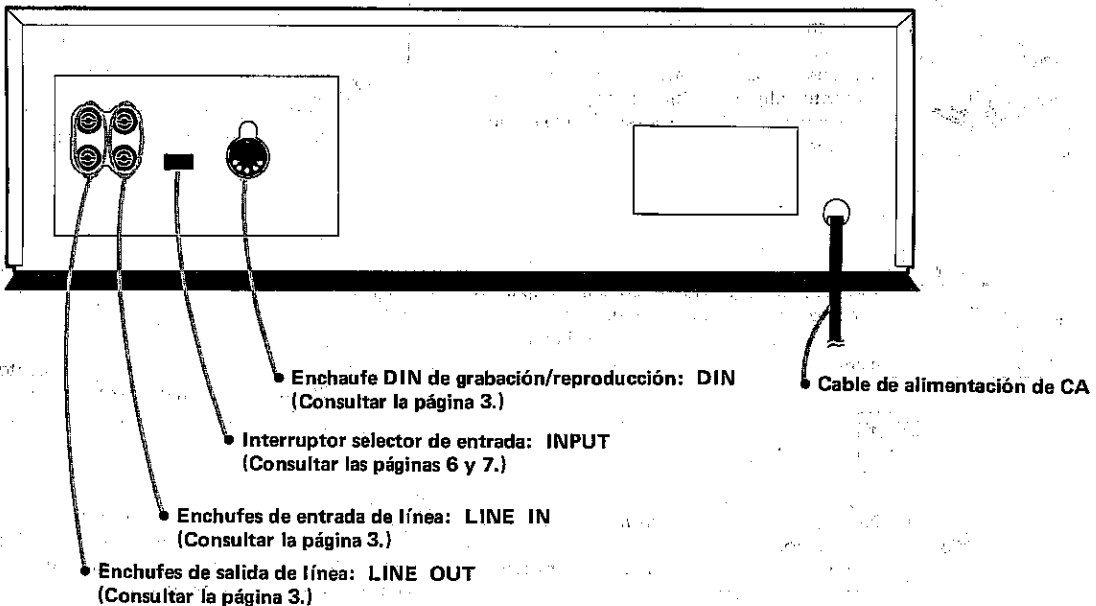 Enchaufe DIN de grabación/reproducción: DIN
(Consultar la página 3.)
Cable de alimentación de CA
Interruptor selector de entrada: INPUT
(Consultar las páginas 6 y 7.)
Enchufes de entrada de línea: LINE IN
(Consultar la página 3.)
Enchufes de salida de línea: LINE OUT
(Consultar la página 3.)